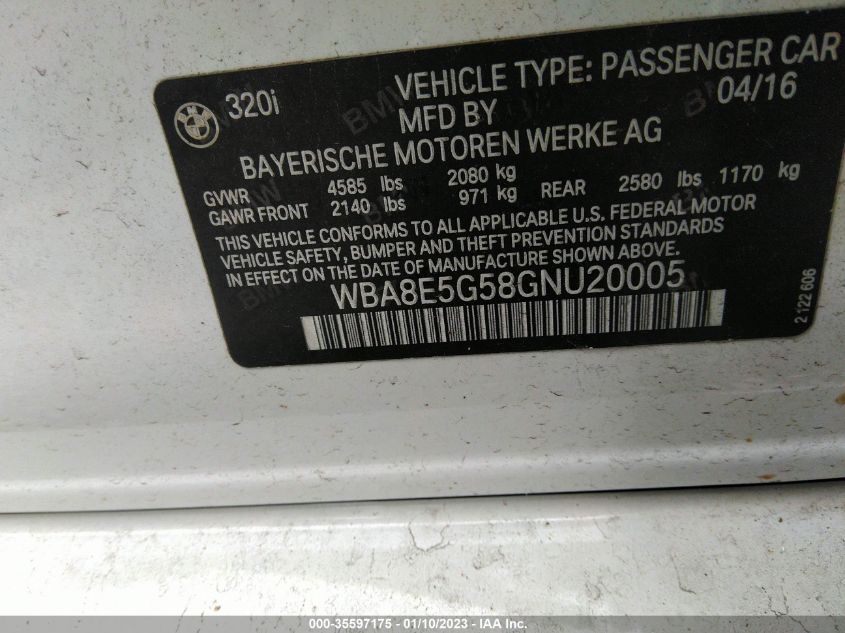 320i VEHICLE TYPE: PASSENGER CAR
MFD BY 04/16
BAYERISCHE MOTOREN WERKE AG
GVWR 4585 lbs 2080 kg
GAWR FRONT 2140 lbs 971 kg REAR 2580 lbs 1170 kg
THIS VEHICLE CONFORMS TO ALL APPLICABLE U.S. FEDERAL MOTOR
VEHICLE SAFETY, BUMPER AND THEFT PREVENTION STANDARDS
IN EFFECT ON THE DATE OF MANUFACTURE SHOWN ABOVE.
WBA8E5G58GNU20005
2 122 606
000-35597175 - 01/10/2023 - IAA Inc.